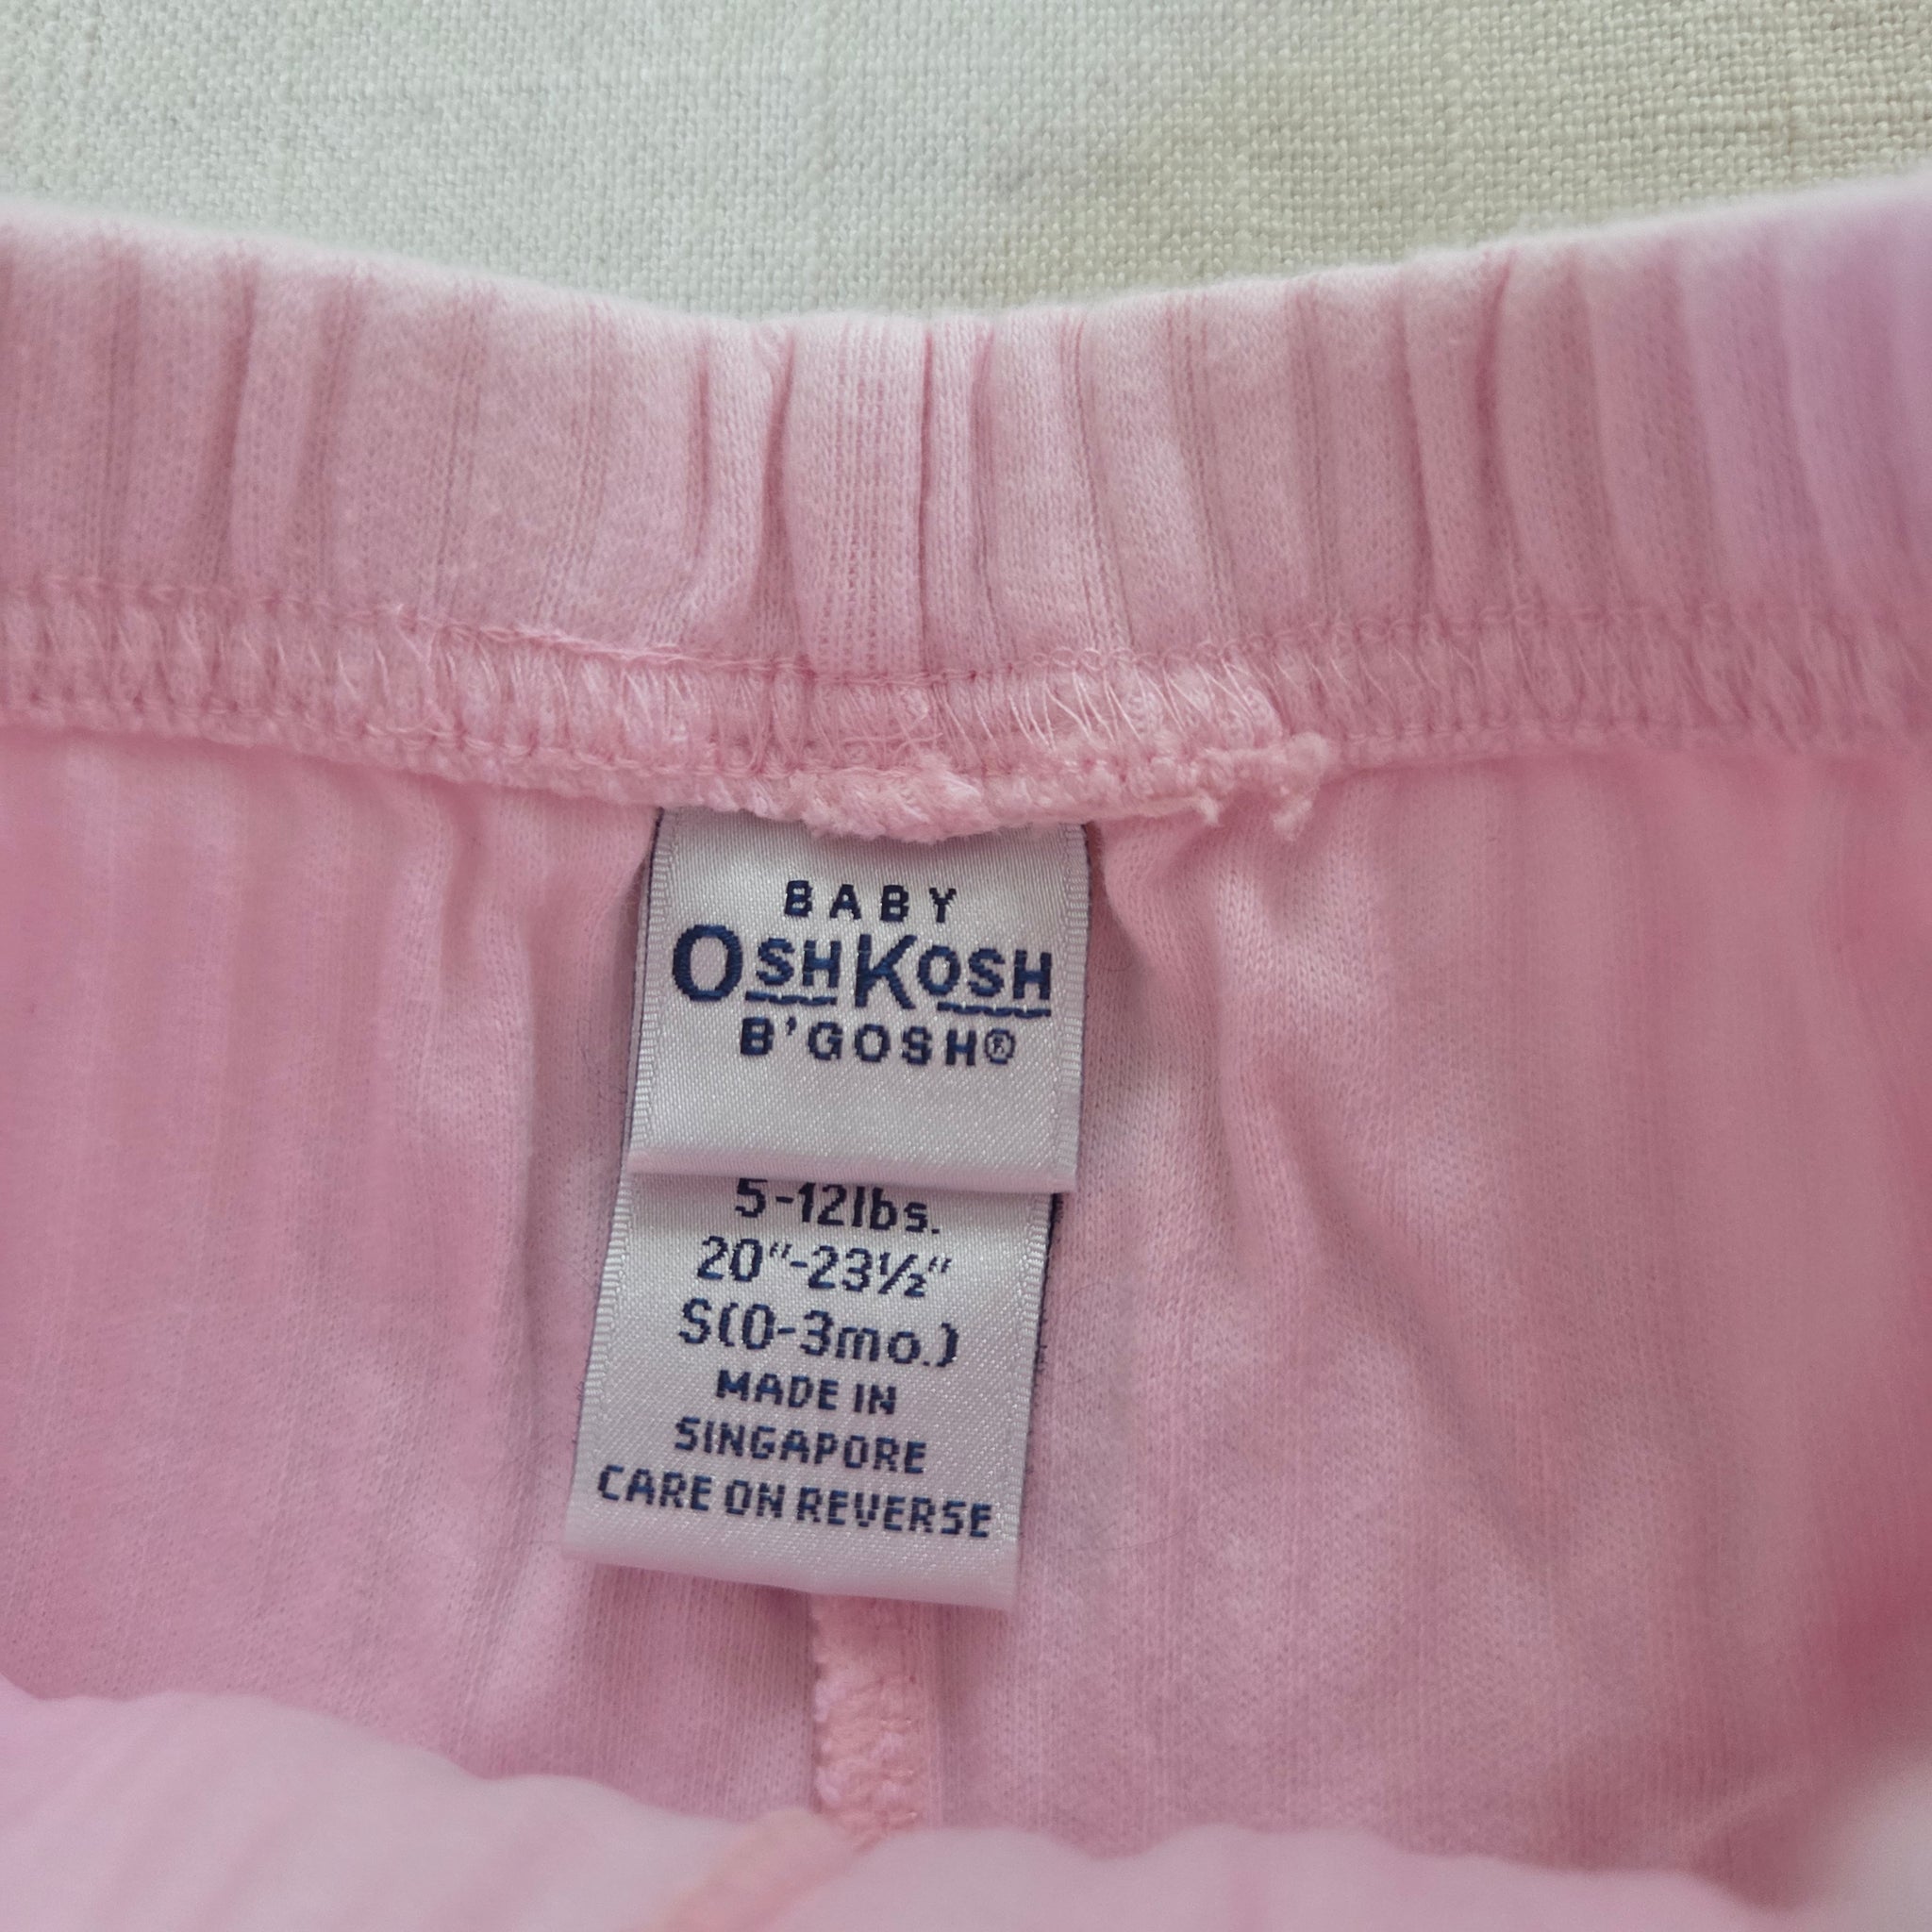 BABY
OSHKOSH
B'GOSH®
5-12lbs.
20"-23½"
S(0-3mo.)
MADE IN
SINGAPORE
CARE ON REVERSE